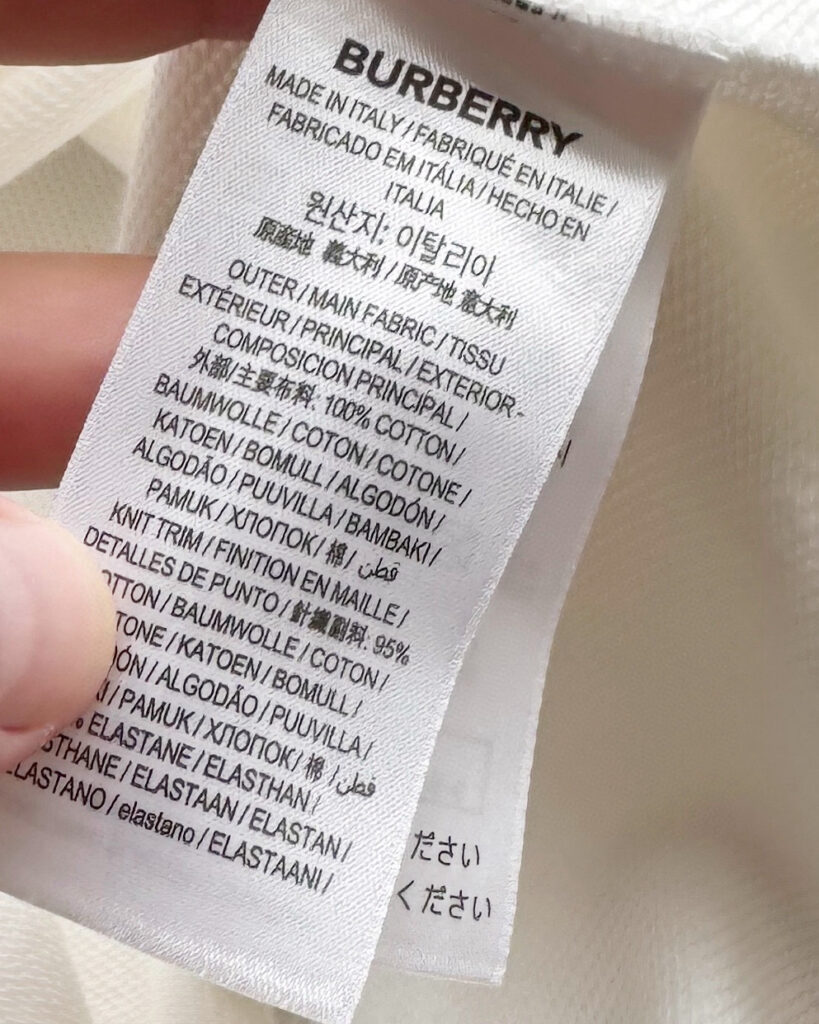 BURBERRY
MADE IN ITALY / FABRIQUÉ EN ITALIE /
FABRICADO EM ITÁLIA / HECHO EN
ITALIA
원산지: 이탈리아
原産地 義大利 / 原产地 意大利
OUTER / MAIN FABRIC / TISSU
EXTÉRIEUR / PRINCIPAL / EXTERIOR -
COMPOSICION PRINCIPAL /
外部/主要布料: 100% COTTON /
BAUMWOLLE / COTON / COTONE /
KATOEN / BOMULL / ALGODÓN /
ALGODÃO / PUUVILLA / BAMBAKI /
PAMUK / ХЛОПОК / 棉 / قطن
KNIT TRIM / FINITION EN MAILLE /
DETALLES DE PUNTO / 針織副料: 95%
OTTON / BAUMWOLLE / COTON /
TONE / KATOEN / BOMULL /
ÓN / ALGODÃO / PUUVILLA /
I / PAMUK / ХЛОПОК / 棉 / قطن
% ELASTANE / ELASTHAN /
STHANE / ELASTAAN / ELASTAN /
ELASTANO / elastano / ELASTAANI /
ださい
ください